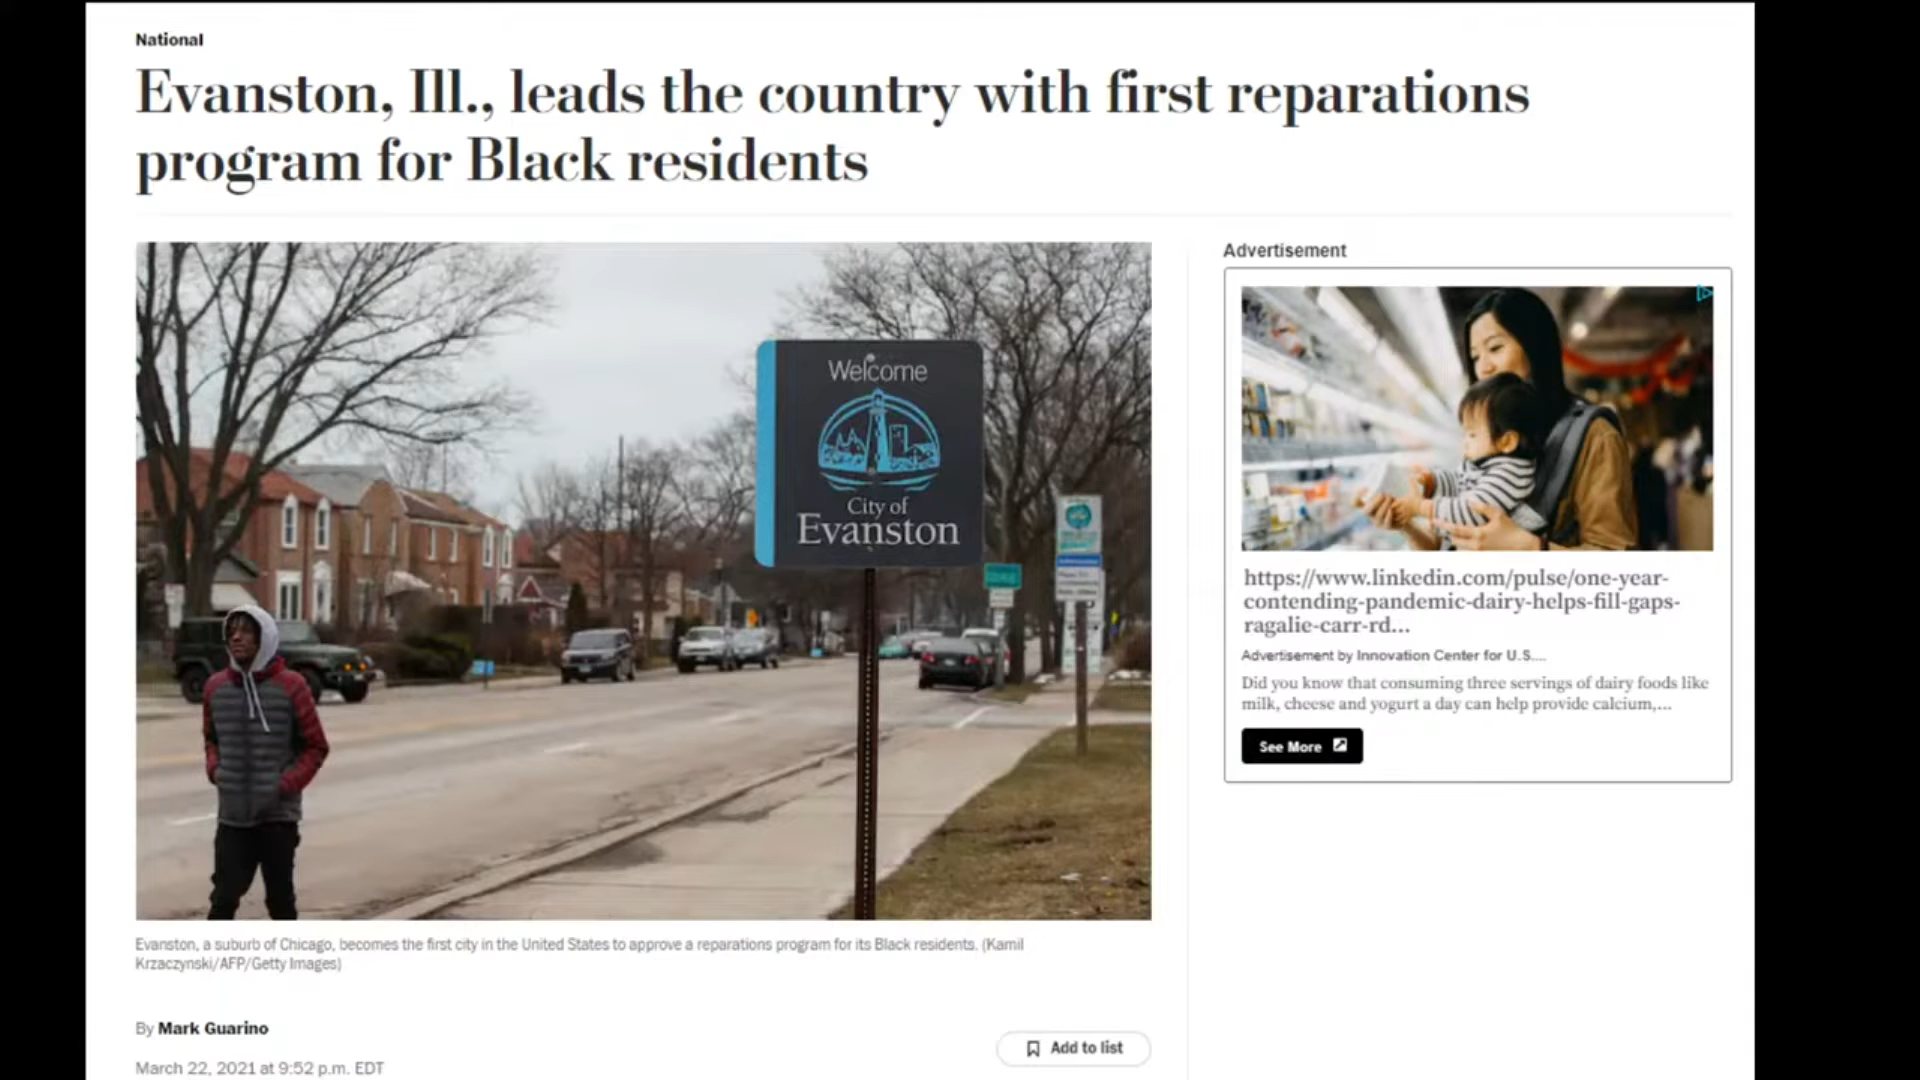 National
Evanston, Ill., leads the country with first reparations
program for Black residents
Welcome
City of
Evanston
Evanston, a suburb of Chicago, becomes the first city in the United States to approve a reparations program for its Black residents. (Kamil
Krzaczynski/AFP/Getty Images)
By Mark Guarino
March 22, 2021 at 9:52 p.m. EDT
Add to list
Advertisement
https://www.linkedin.com/pulse/one-year-
contending-pandemic-dairy-helps-fill-gaps-
ragalie-carr-rd...
Advertisement by Innovation Center for U.S....
Did you know that consuming three servings of dairy foods like
milk, cheese and yogurt a day can help provide calcium,...
See More